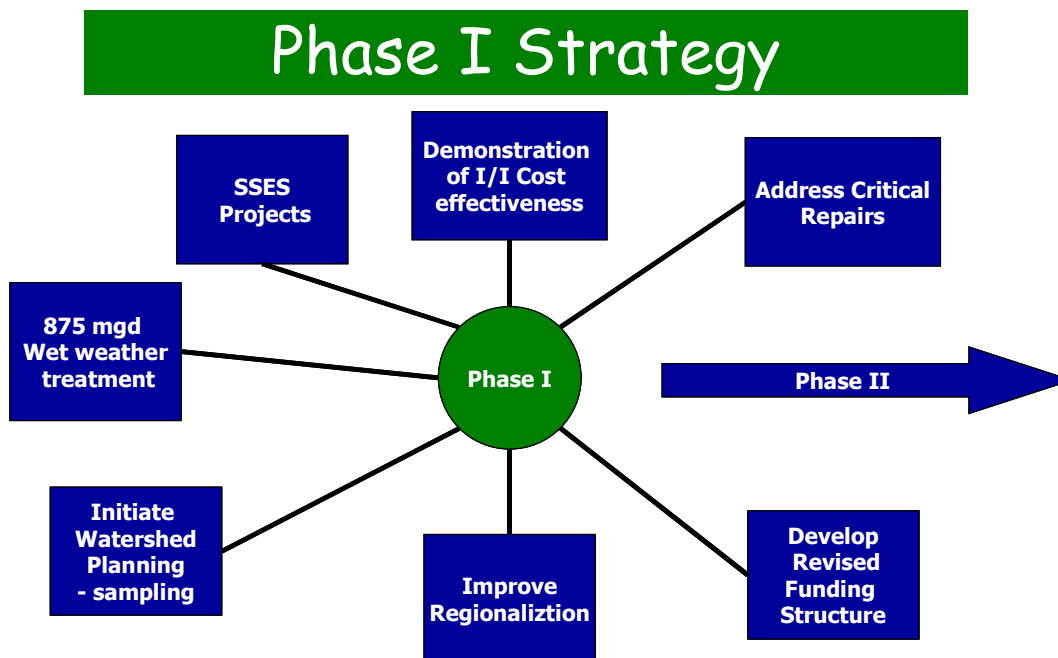 Phase I Strategy
Demonstration
of I/I Cost
effectiveness
SSES
Projects
Address Critical
Repairs
875 mgd
Wet weather
treatment
Phase I
Phase II
Initiate
Watershed
Planning
- sampling
Improve
Regionaliztion
Develop
Revised
Funding
Structure